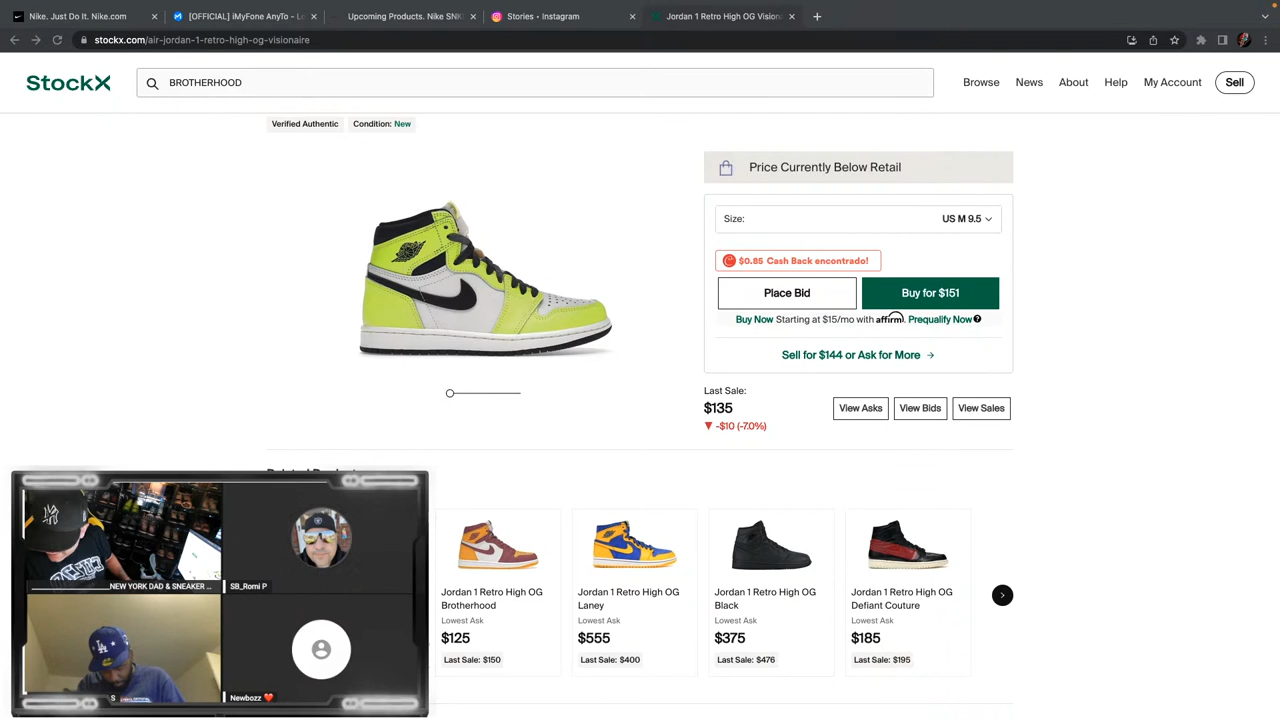 Nike. Just Do It. Nike.com
[OFFICIAL] iMyFone AnyTo - Lo
Upcoming Products. Nike SNK
Stories • Instagram
Jordan 1 Retro High OG Vision
stockx.com/air-jordan-1-retro-high-og-visionaire
StockX
BROTHERHOOD
Browse
News
About
Help
My Account
Sell
Verified Authentic
Condition: New
Price Currently Below Retail
Size:
US M 9.5
$0.85 Cash Back encontrado!
Place Bid
Buy for $151
Buy Now Starting at $15/mo with affirm. Prequalify Now
Sell for $144 or Ask for More →
Last Sale:
$135
▼ -$10 (-7.0%)
View Asks
View Bids
View Sales
Jordan 1 Retro High OG
Brotherhood
Lowest Ask
$125
Last Sale: $150
Jordan 1 Retro High OG
Laney
Lowest Ask
$555
Last Sale: $400
Jordan 1 Retro High OG
Black
Lowest Ask
$375
Last Sale: $476
Jordan 1 Retro High OG
Defiant Couture
Lowest Ask
$185
Last Sale: $195
NEW YORK DAD & SNEAKER ...
SB_Romi P
LA
S
Newbozz ❤️